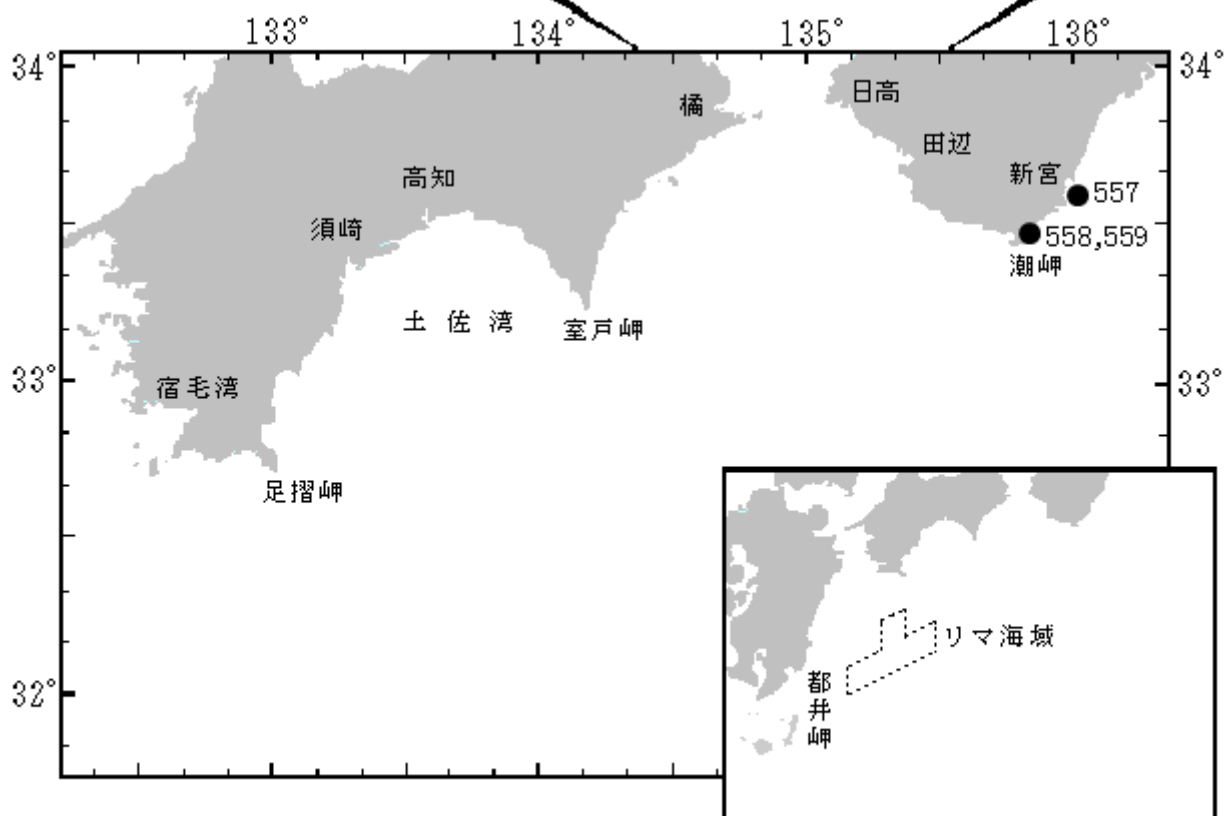 133° 134° 135° 136°
34° 34°
橘
日高
田辺
高知
新宮
557
須崎
558,559
潮岬
土佐湾
室戸岬
33° 33°
宿毛湾
足摺岬
リマ海域
都井岬
32°